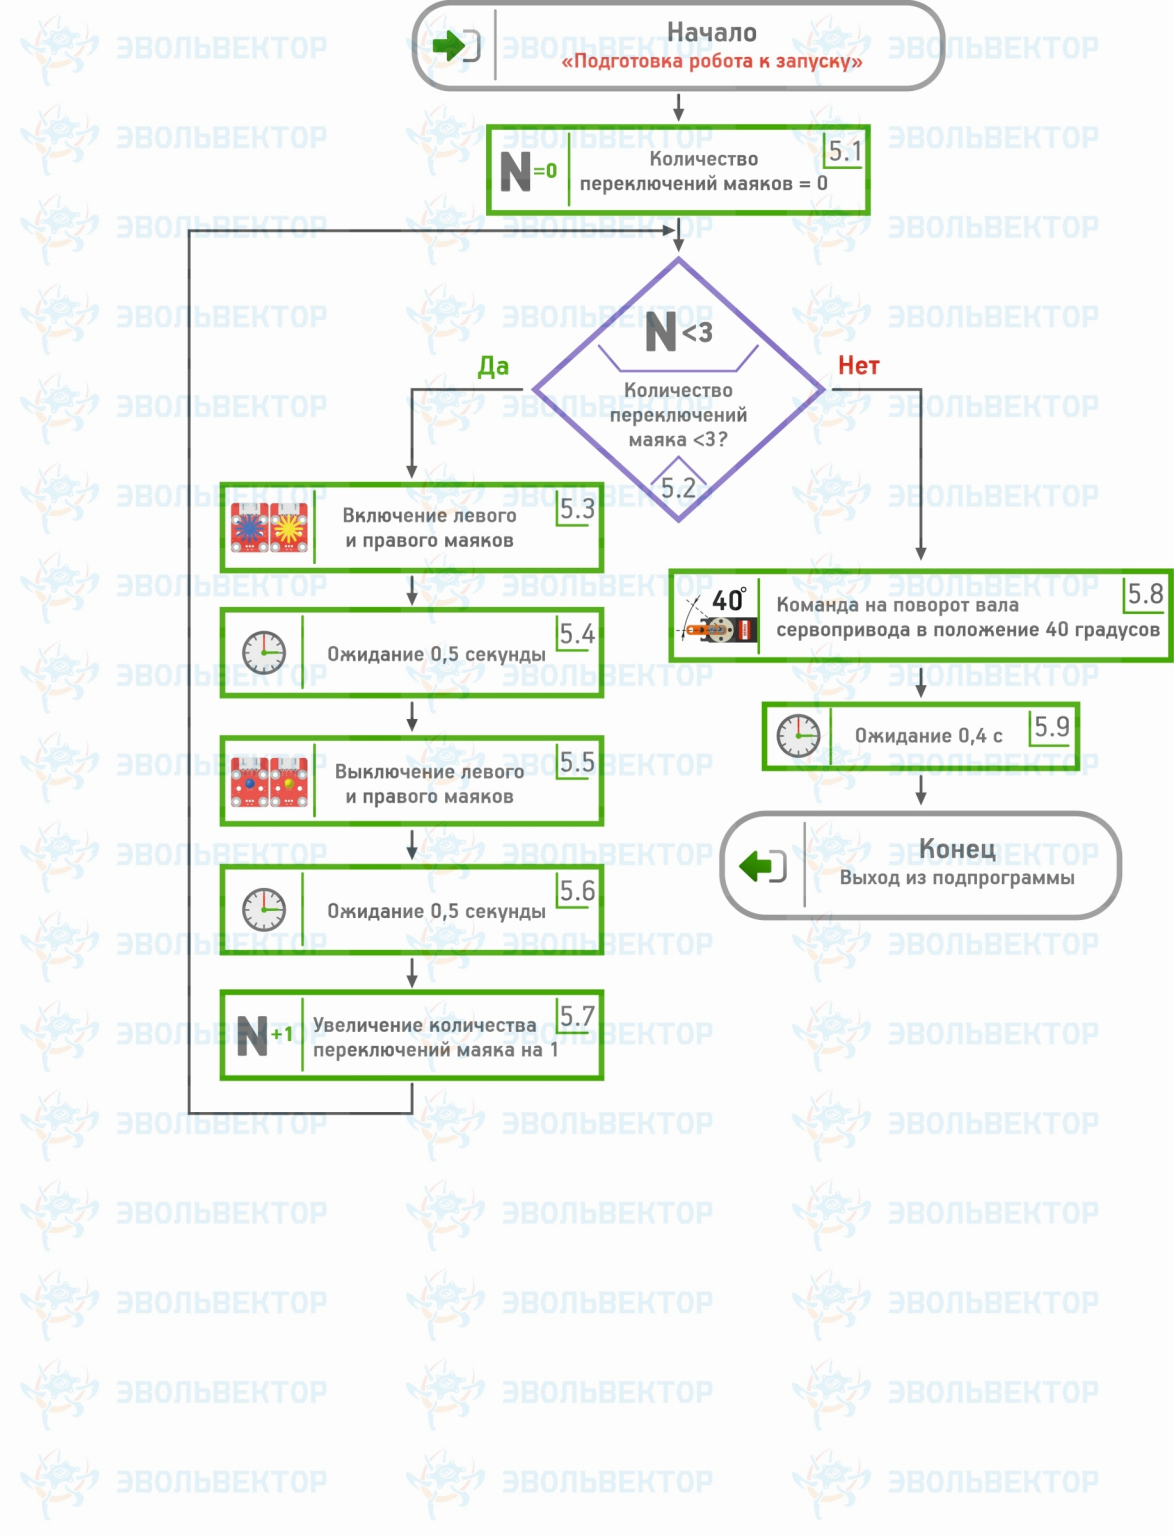 Начало
«Подготовка робота к запуску»
N=0
Количество
переключений маяков = 0
5.1
N<3
Да
Нет
Количество
переключений
маяка <3?
5.2
Включение левого
и правого маяков
5.3
Ожидание 0,5 секунды
5.4
Выключение левого
и правого маяков
5.5
Ожидание 0,5 секунды
5.6
N+1
Увеличение количества
переключений маяка на 1
5.7
40°
Команда на поворот вала
сервопривода в положение 40 градусов
5.8
Ожидание 0,4 с
5.9
Конец
Выход из подпрограммы
ЭВОЛЬВЕКТОР